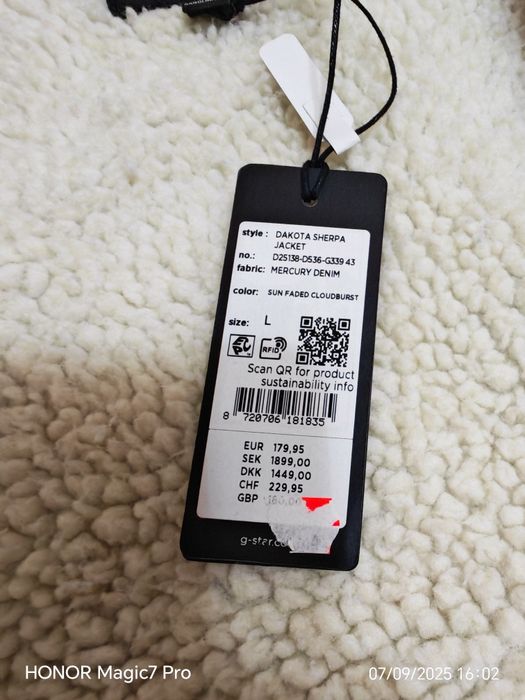 style : DAKOTA SHERPA
JACKET
no.: D25138-D536-G339 43
fabric: MERCURY DENIM
color: SUN FADED CLOUDBURST
size: L
RFID
Scan QR for product
sustainability info
8 720706 181835
EUR 179,95
SEK 1899,00
DKK 1449,00
CHF 229,95
GBP
HONOR Magic7 Pro
07/09/2025 16:02